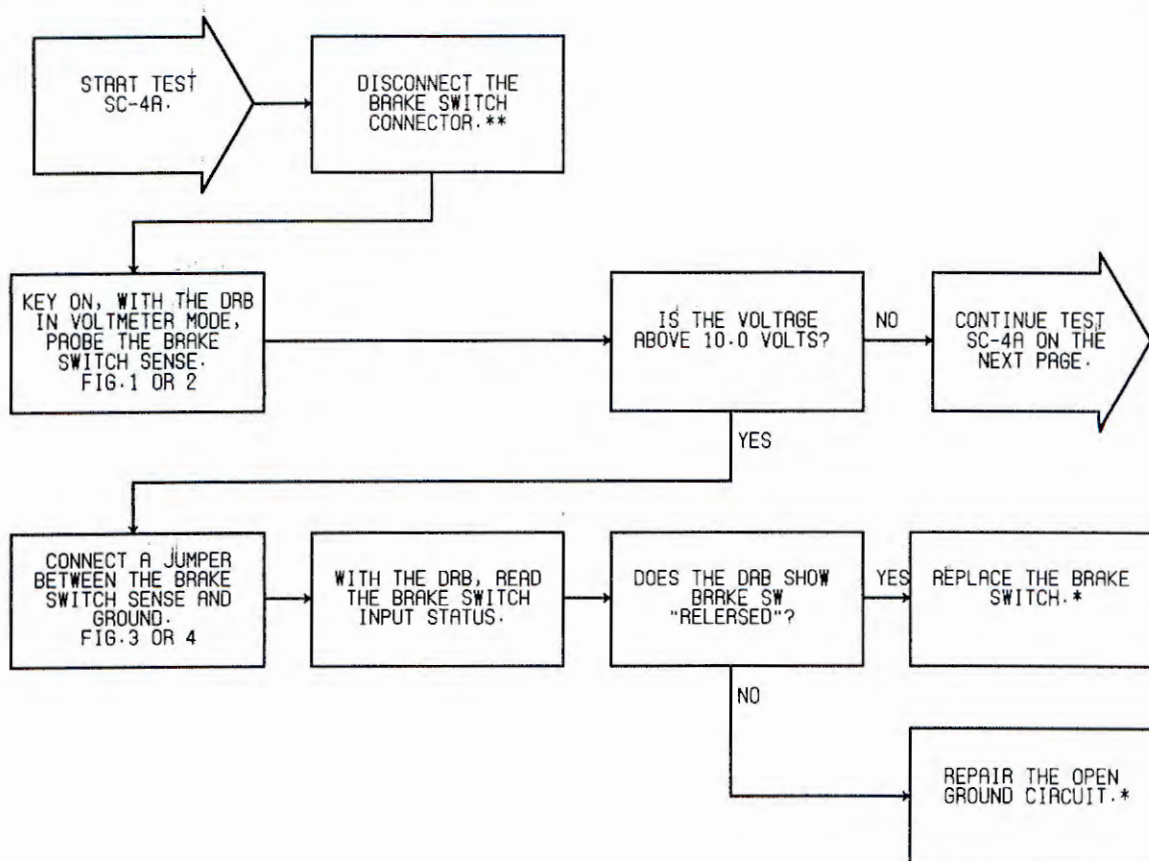 START TEST
SC-4A.
DISCONNECT THE
BRAKE SWITCH
CONNECTOR.**
KEY ON, WITH THE DRB
IN VOLTMETER MODE,
PROBE THE BRAKE
SWITCH SENSE.
FIG.1 OR 2
IS THE VOLTAGE
ABOVE 10.0 VOLTS?
NO
CONTINUE TEST
SC-4A ON THE
NEXT PAGE.
YES
CONNECT A JUMPER
BETWEEN THE BRAKE
SWITCH SENSE AND
GROUND.
FIG.3 OR 4
WITH THE DRB, READ
THE BRAKE SWITCH
INPUT STATUS.
DOES THE DRB SHOW
BRAKE SW
"RELEASED"?
YES
REPLACE THE BRAKE
SWITCH.*
NO
REPAIR THE OPEN
GROUND CIRCUIT.*